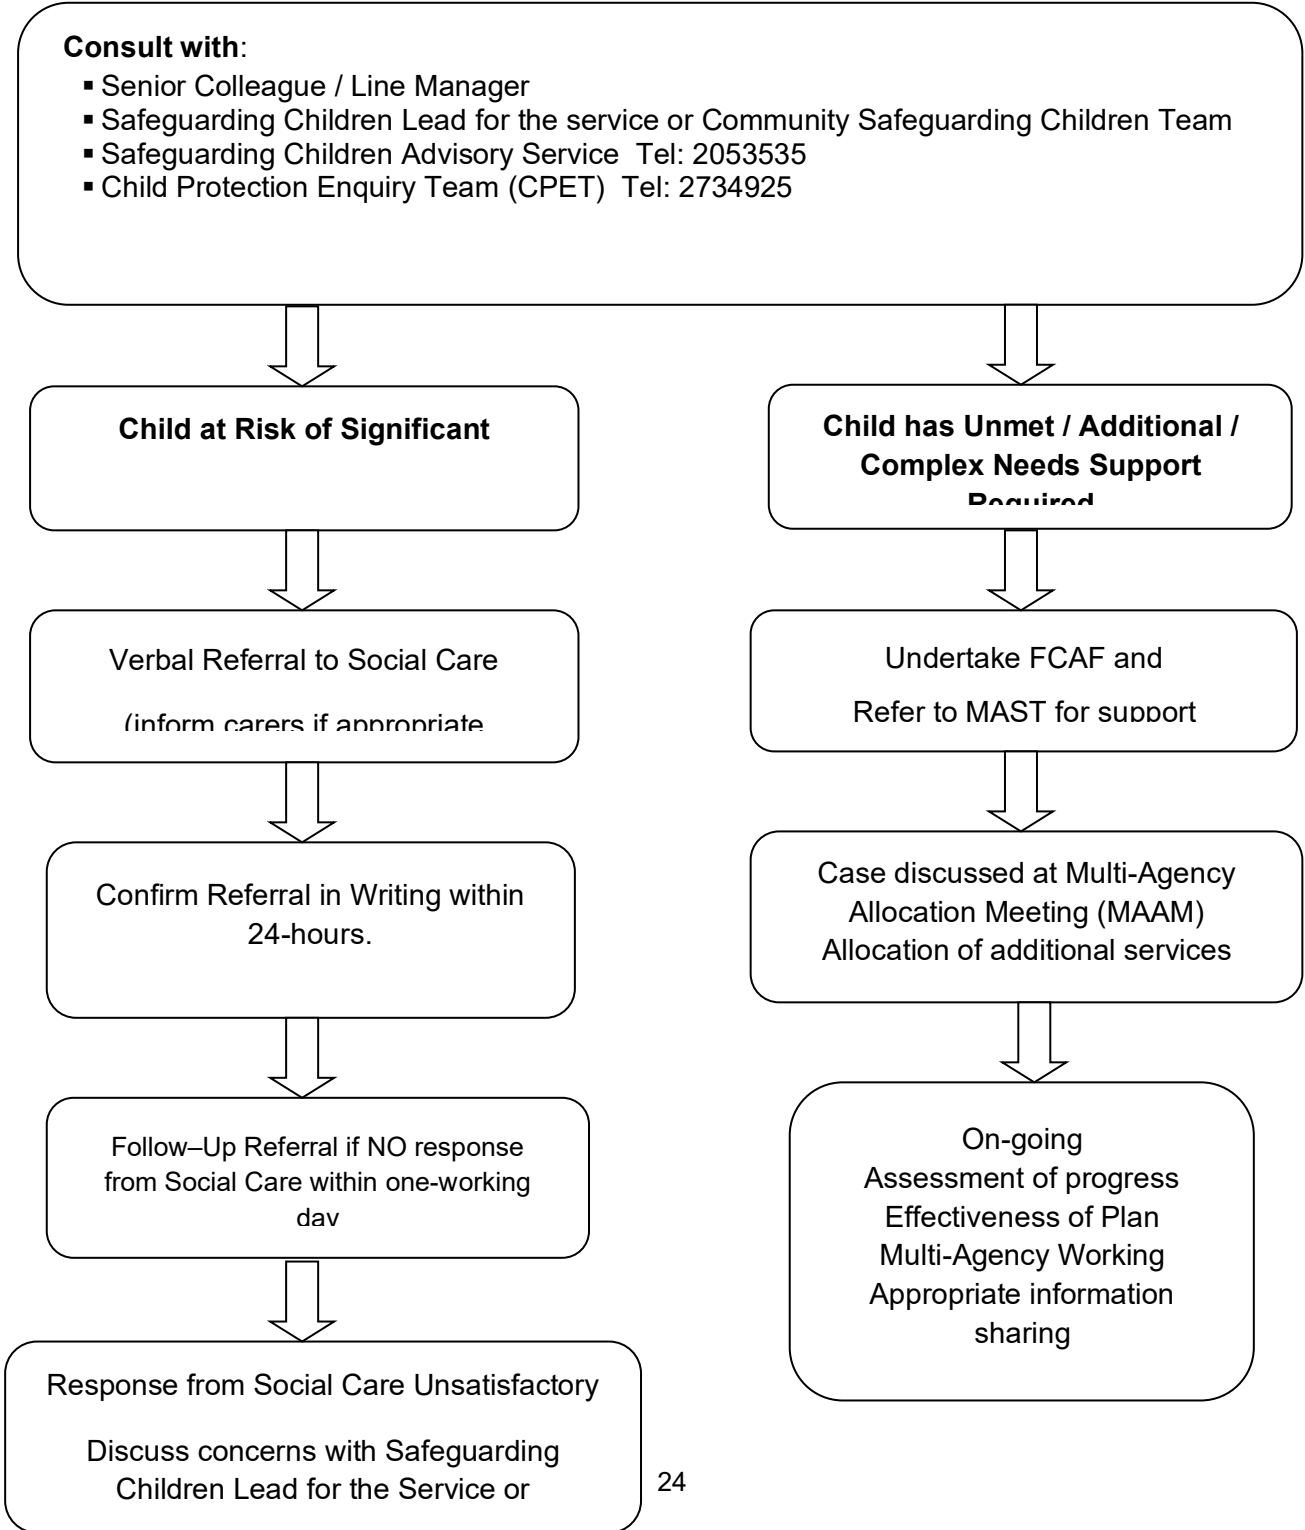 Consult with:
▪ Senior Colleague / Line Manager
▪ Safeguarding Children Lead for the service or Community Safeguarding Children Team
▪ Safeguarding Children Advisory Service  Tel: 2053535
▪ Child Protection Enquiry Team (CPET)  Tel: 2734925
Child at Risk of Significant
Verbal Referral to Social Care
(inform carers if appropriate
Confirm Referral in Writing within
24-hours.
Follow–Up Referral if NO response
from Social Care within one-working
day
Response from Social Care Unsatisfactory
Discuss concerns with Safeguarding
Children Lead for the Service or
Child has Unmet / Additional /
Complex Needs Support
Required
Undertake FCAF and
Refer to MAST for support
Case discussed at Multi-Agency
Allocation Meeting (MAAM)
Allocation of additional services
On-going
Assessment of progress
Effectiveness of Plan
Multi-Agency Working
Appropriate information
sharing
24